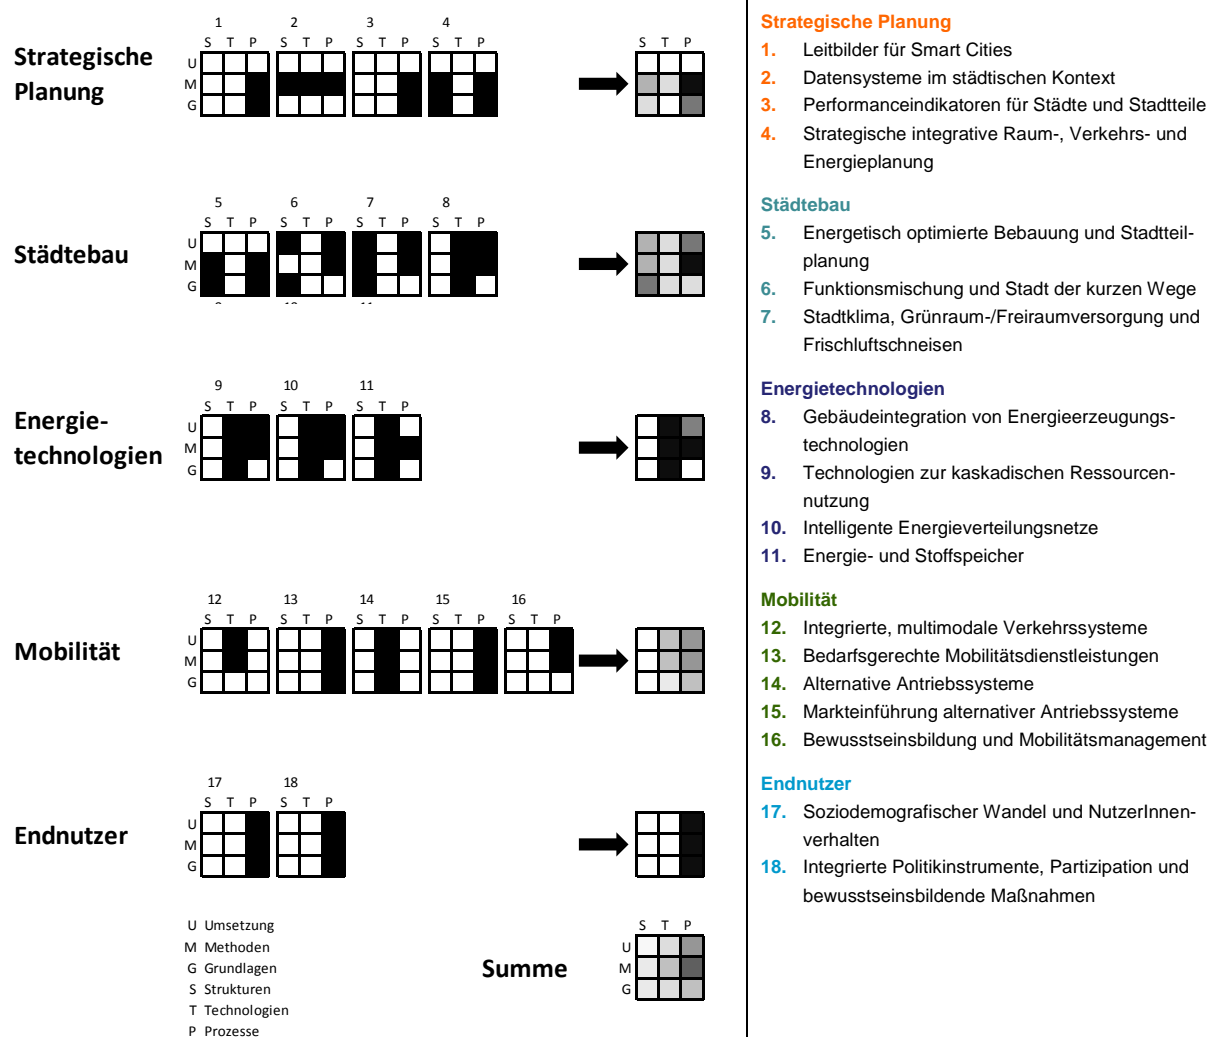 1 2 3 4
S T P S T P S T P S T P S T P
Strategische
Planung
U
M
G
5 6 7 8
S T P S T P S T P S T P
Städtebau
U
M
G
9 10 11
S T P S T P S T P
Energie-
technologien
U
M
G
12 13 14 15 16
S T P S T P S T P S T P S T P
Mobilität
U
M
G
17 18
S T P S T P
Endnutzer
U
M
G
U Umsetzung
M Methoden
G Grundlagen
S Strukturen
T Technologien
P Prozesse
Summe
S T P
U
M
G
Strategische Planung
1. Leitbilder für Smart Cities
2. Datensysteme im städtischen Kontext
3. Performanceindikatoren für Städte und Stadtteile
4. Strategische integrative Raum-, Verkehrs- und
Energieplanung
Städtebau
5. Energetisch optimierte Bebauung und Stadtteil-
planung
6. Funktionsmischung und Stadt der kurzen Wege
7. Stadtklima, Grünraum-/Freiraumversorgung und
Frischluftschneisen
Energietechnologien
8. Gebäudeintegration von Energieerzeugungs-
technologien
9. Technologien zur kaskadischen Ressourcen-
nutzung
10. Intelligente Energieverteilungsnetze
11. Energie- und Stoffspeicher
Mobilität
12. Integrierte, multimodale Verkehrssysteme
13. Bedarfsgerechte Mobilitätsdienstleistungen
14. Alternative Antriebssysteme
15. Markteinführung alternativer Antriebssysteme
16. Bewusstseinsbildung und Mobilitätsmanagement
Endnutzer
17. Soziodemografischer Wandel und NutzerInnen-
verhalten
18. Integrierte Politikinstrumente, Partizipation und
bewusstseinsbildende Maßnahmen